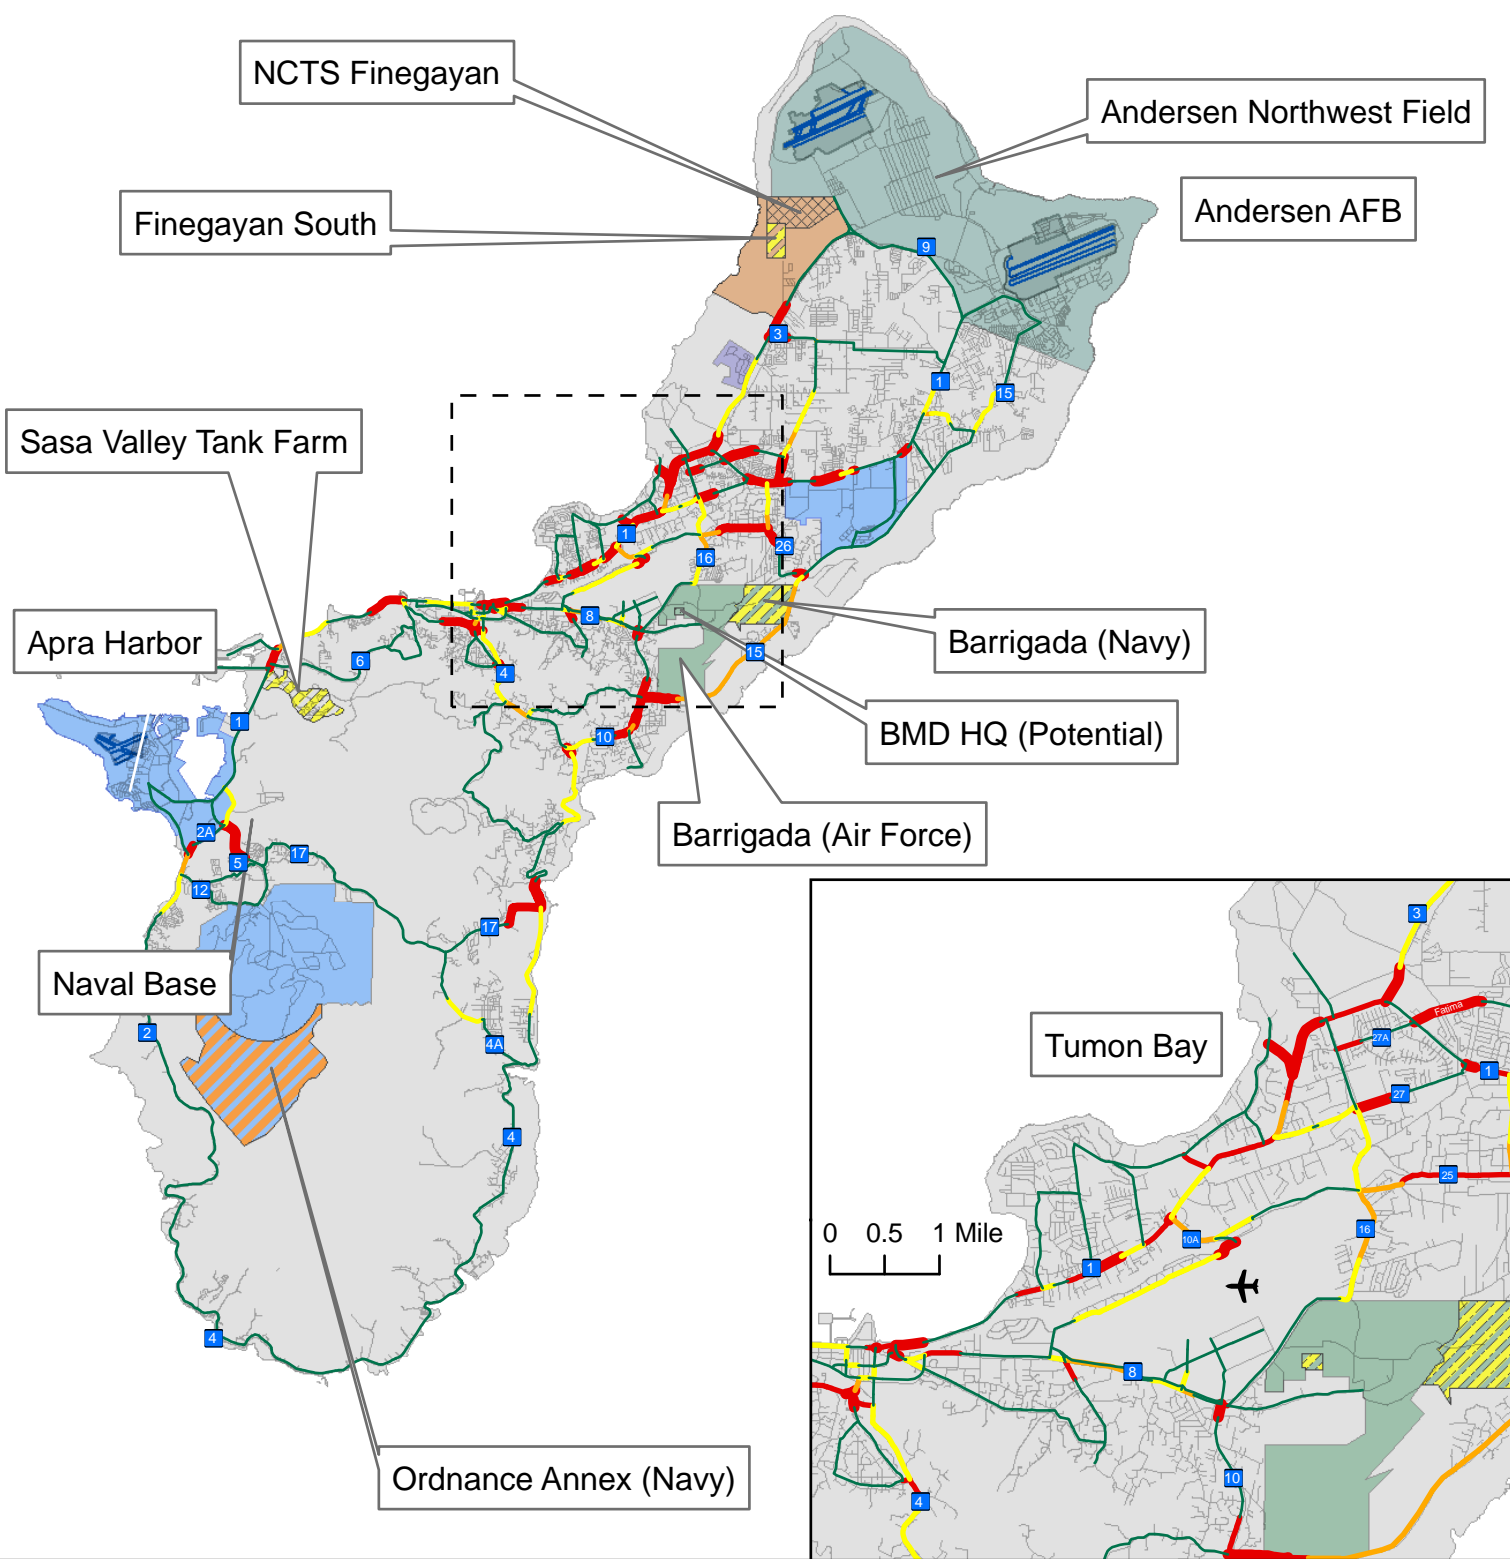 NCTS Finegayan
Andersen Northwest Field
Finegayan South
Andersen AFB
9
3
1
15
Sasa Valley Tank Farm
1
16
26
8
Apra Harbor
6
4
15
Barrigada (Navy)
1
10
BMD HQ (Potential)
2A
5
17
12
Barrigada (Air Force)
17
Naval Base
2
4A
4
4
Ordnance Annex (Navy)
3
Fatima
27A
Tumon Bay
1
27
25
0 0.5 1 Mile
16
10A
1
8
10
4